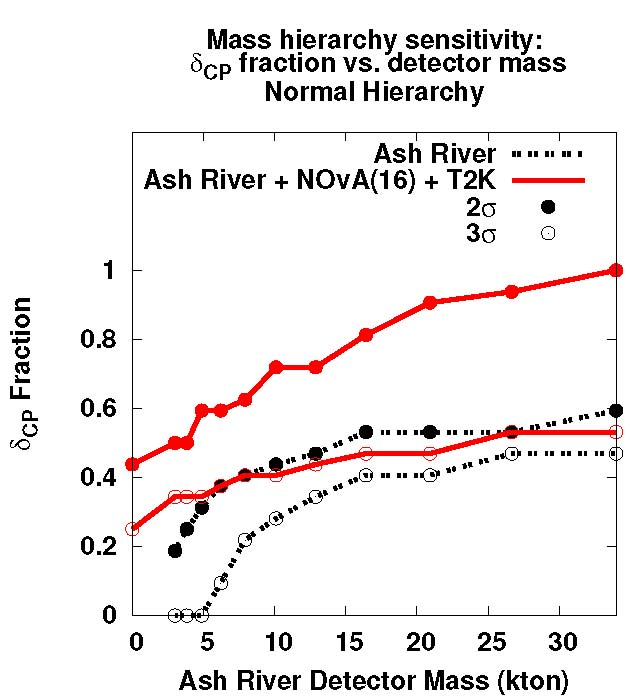 Mass hierarchy sensitivity:
δCP fraction vs. detector mass
Normal Hierarchy
Ash River
Ash River + NOvA(16) + T2K
2σ
3σ
1
0.8
0.6
0.4
0.2
0
δCP Fraction
0 5 10 15 20 25 30
Ash River Detector Mass (kton)